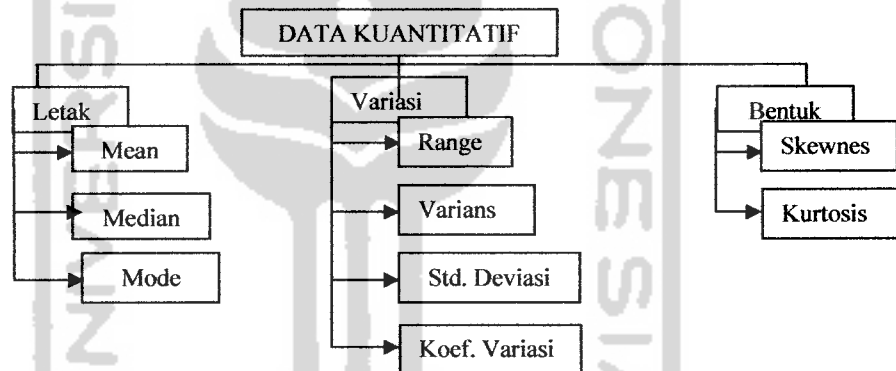 DATA KUANTITATIF
Letak
Mean
Median
Mode
Variasi
Range
Varians
Std. Deviasi
Koef. Variasi
Bentuk
Skewnes
Kurtosis